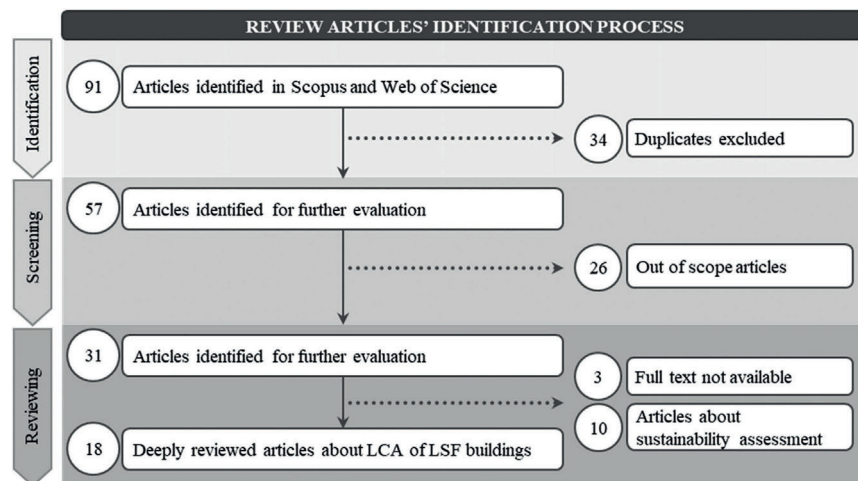 REVIEW ARTICLES' IDENTIFICATION PROCESS
Identification
91
Articles identified in Scopus and Web of Science
34
Duplicates excluded
Screening
57
Articles identified for further evaluation
26
Out of scope articles
Reviewing
31
Articles identified for further evaluation
3
Full text not available
10
Articles about
sustainability assessment
18
Deeply reviewed articles about LCA of LSF buildings